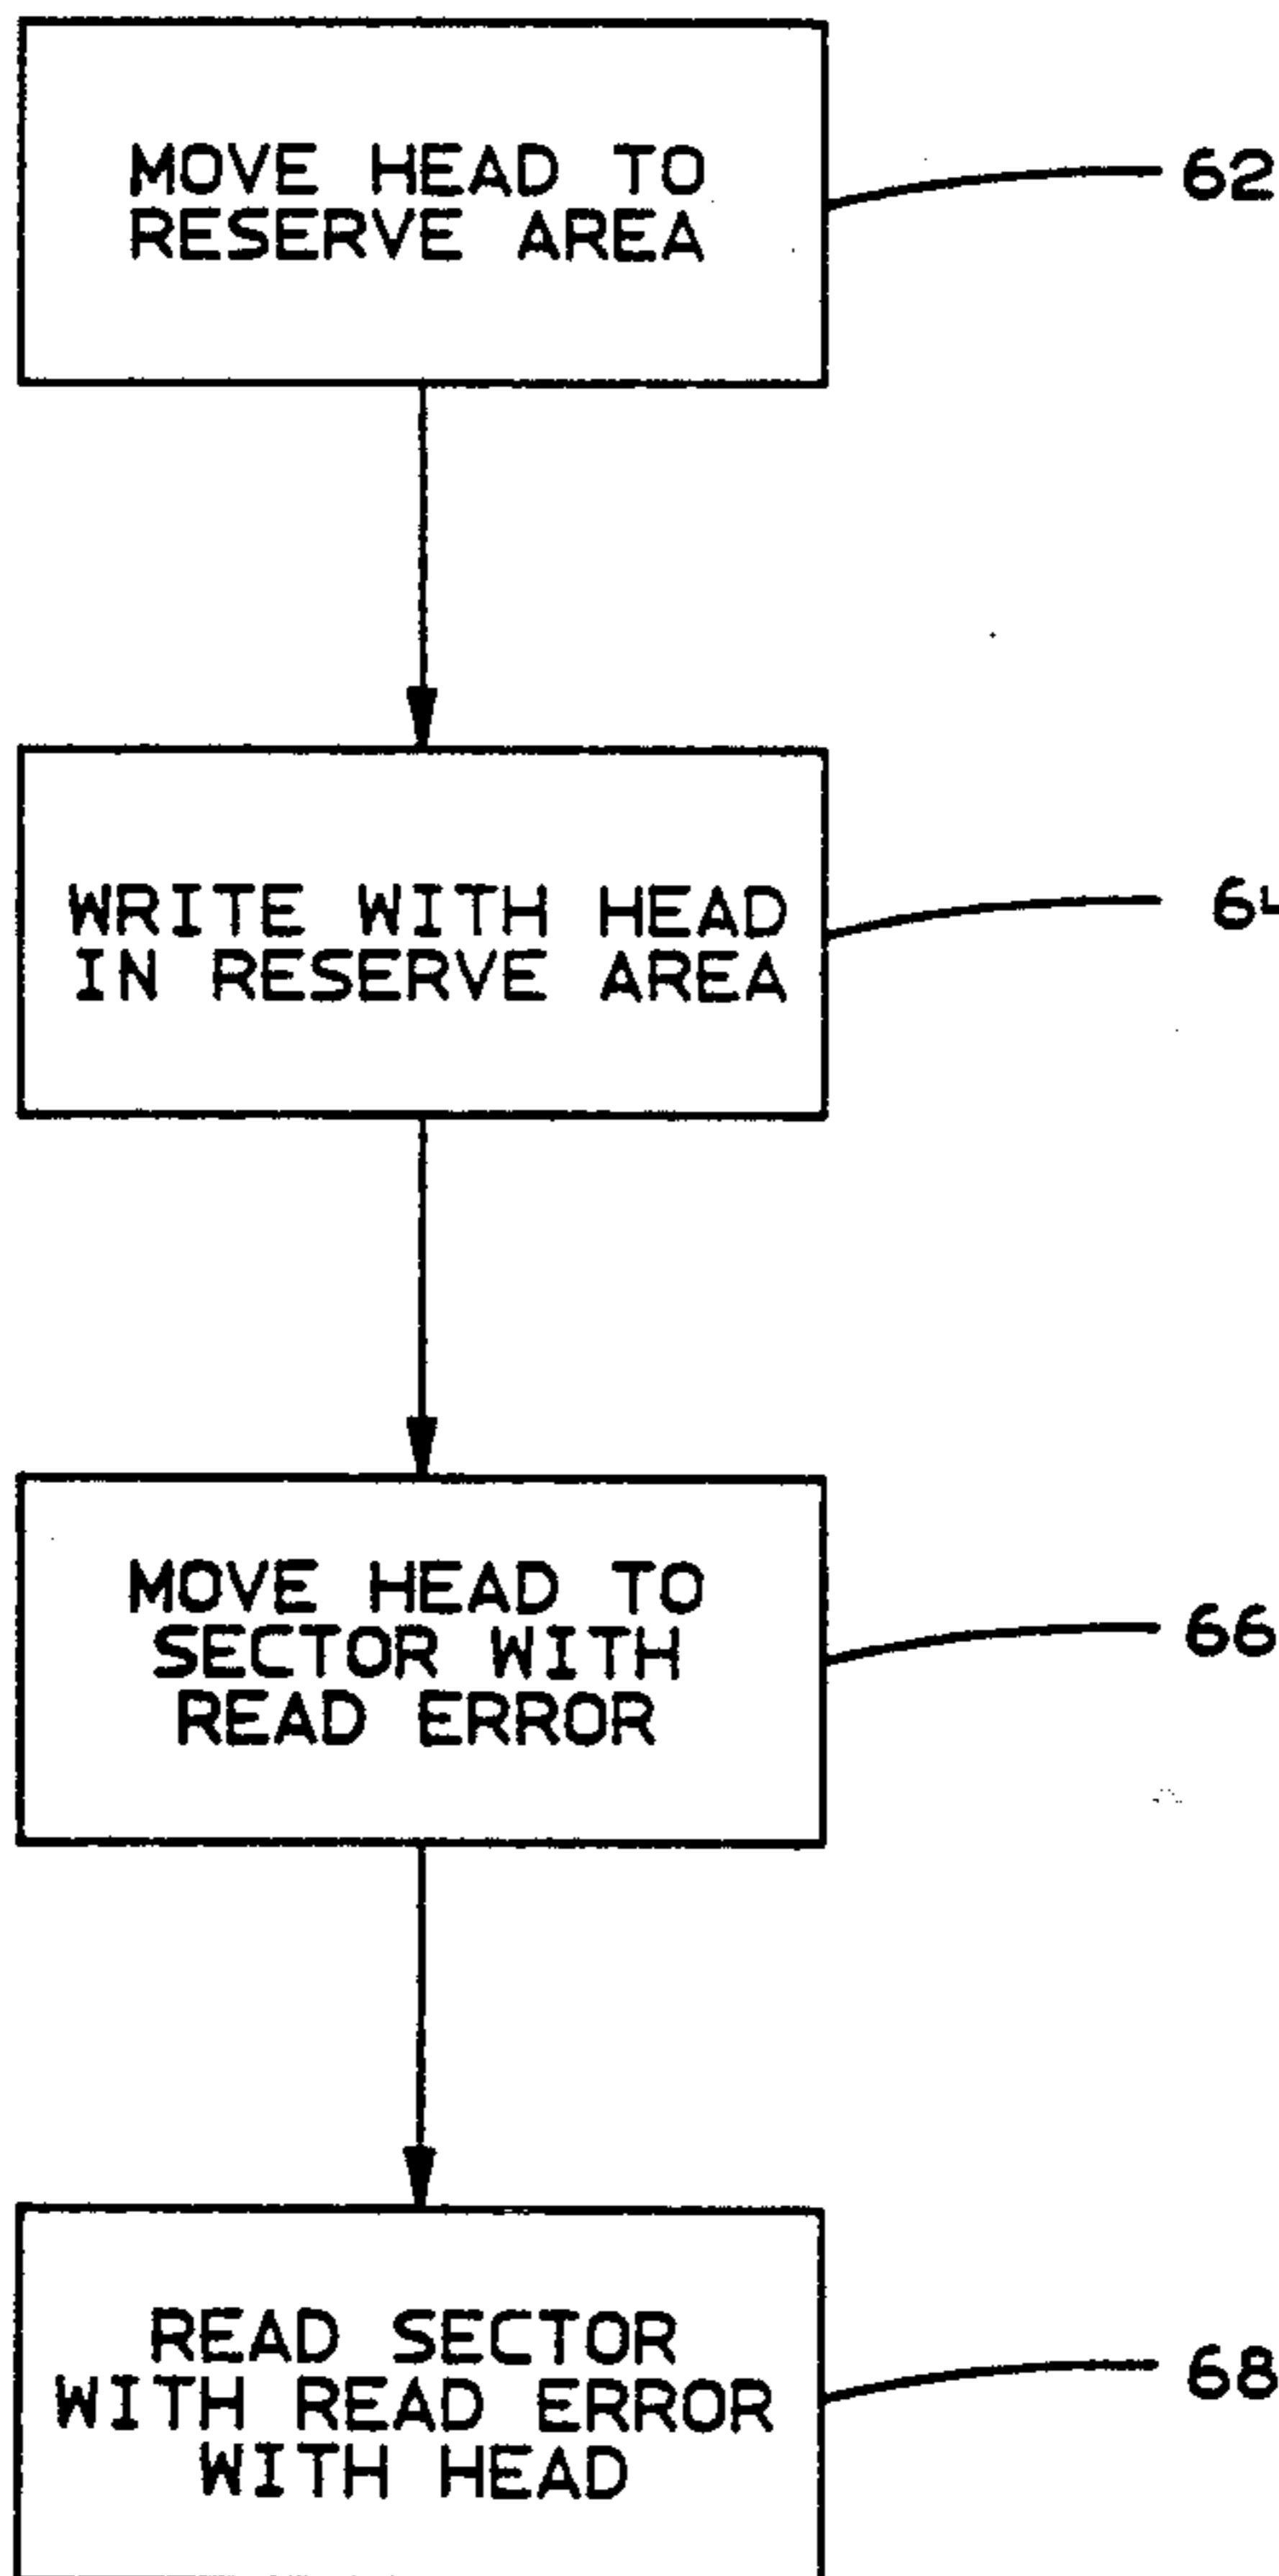 MOVE HEAD TO
RESERVE AREA
62
WRITE WITH HEAD
IN RESERVE AREA
64
MOVE HEAD TO
SECTOR WITH
READ ERROR
66
READ SECTOR
WITH READ ERROR
WITH HEAD
68